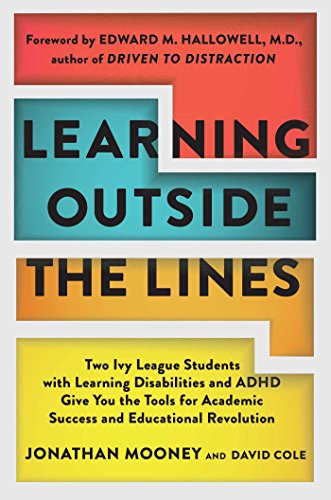 Foreword by EDWARD M. HALLOWELL, M.D.,
author of DRIVEN TO DISTRACTION
LEARNING
OUTSIDE
THE LINES
Two Ivy League Students
with Learning Disabilities and ADHD
Give You the Tools for Academic
Success and Educational Revolution
JONATHAN MOONEY AND DAVID COLE